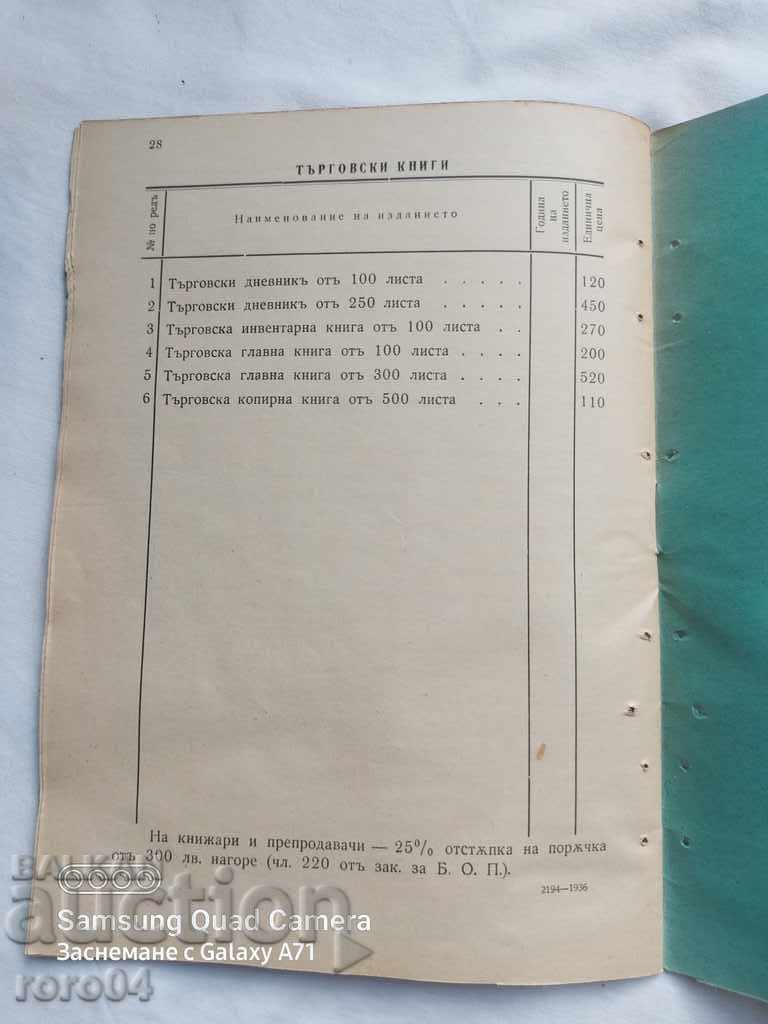 28
ТЪРГОВСКИ КНИГИ
№ по редъ
Наименование на изданието
Година на изданието
Единична цена
1 Търговски дневникъ отъ 100 листа . . . . . 120
2 Търговски дневникъ отъ 250 листа . . . . . 450
3 Търговска инвентарна книга отъ 100 листа . . 270
4 Търговска главна книга отъ 100 листа . . . . 200
5 Търговска главна книга отъ 300 листа . . . . 520
6 Търговска копирна книга отъ 500 листа . . . 110
На книжари и препродавачи — 25% отстѫпка на порѫчка
отъ 300 лв. нагоре (чл. 220 отъ зак. за Б. О. П.).
2194—1936
BALKAN
auction
Samsung Quad Camera
Заснемане с Galaxy A71
roro04